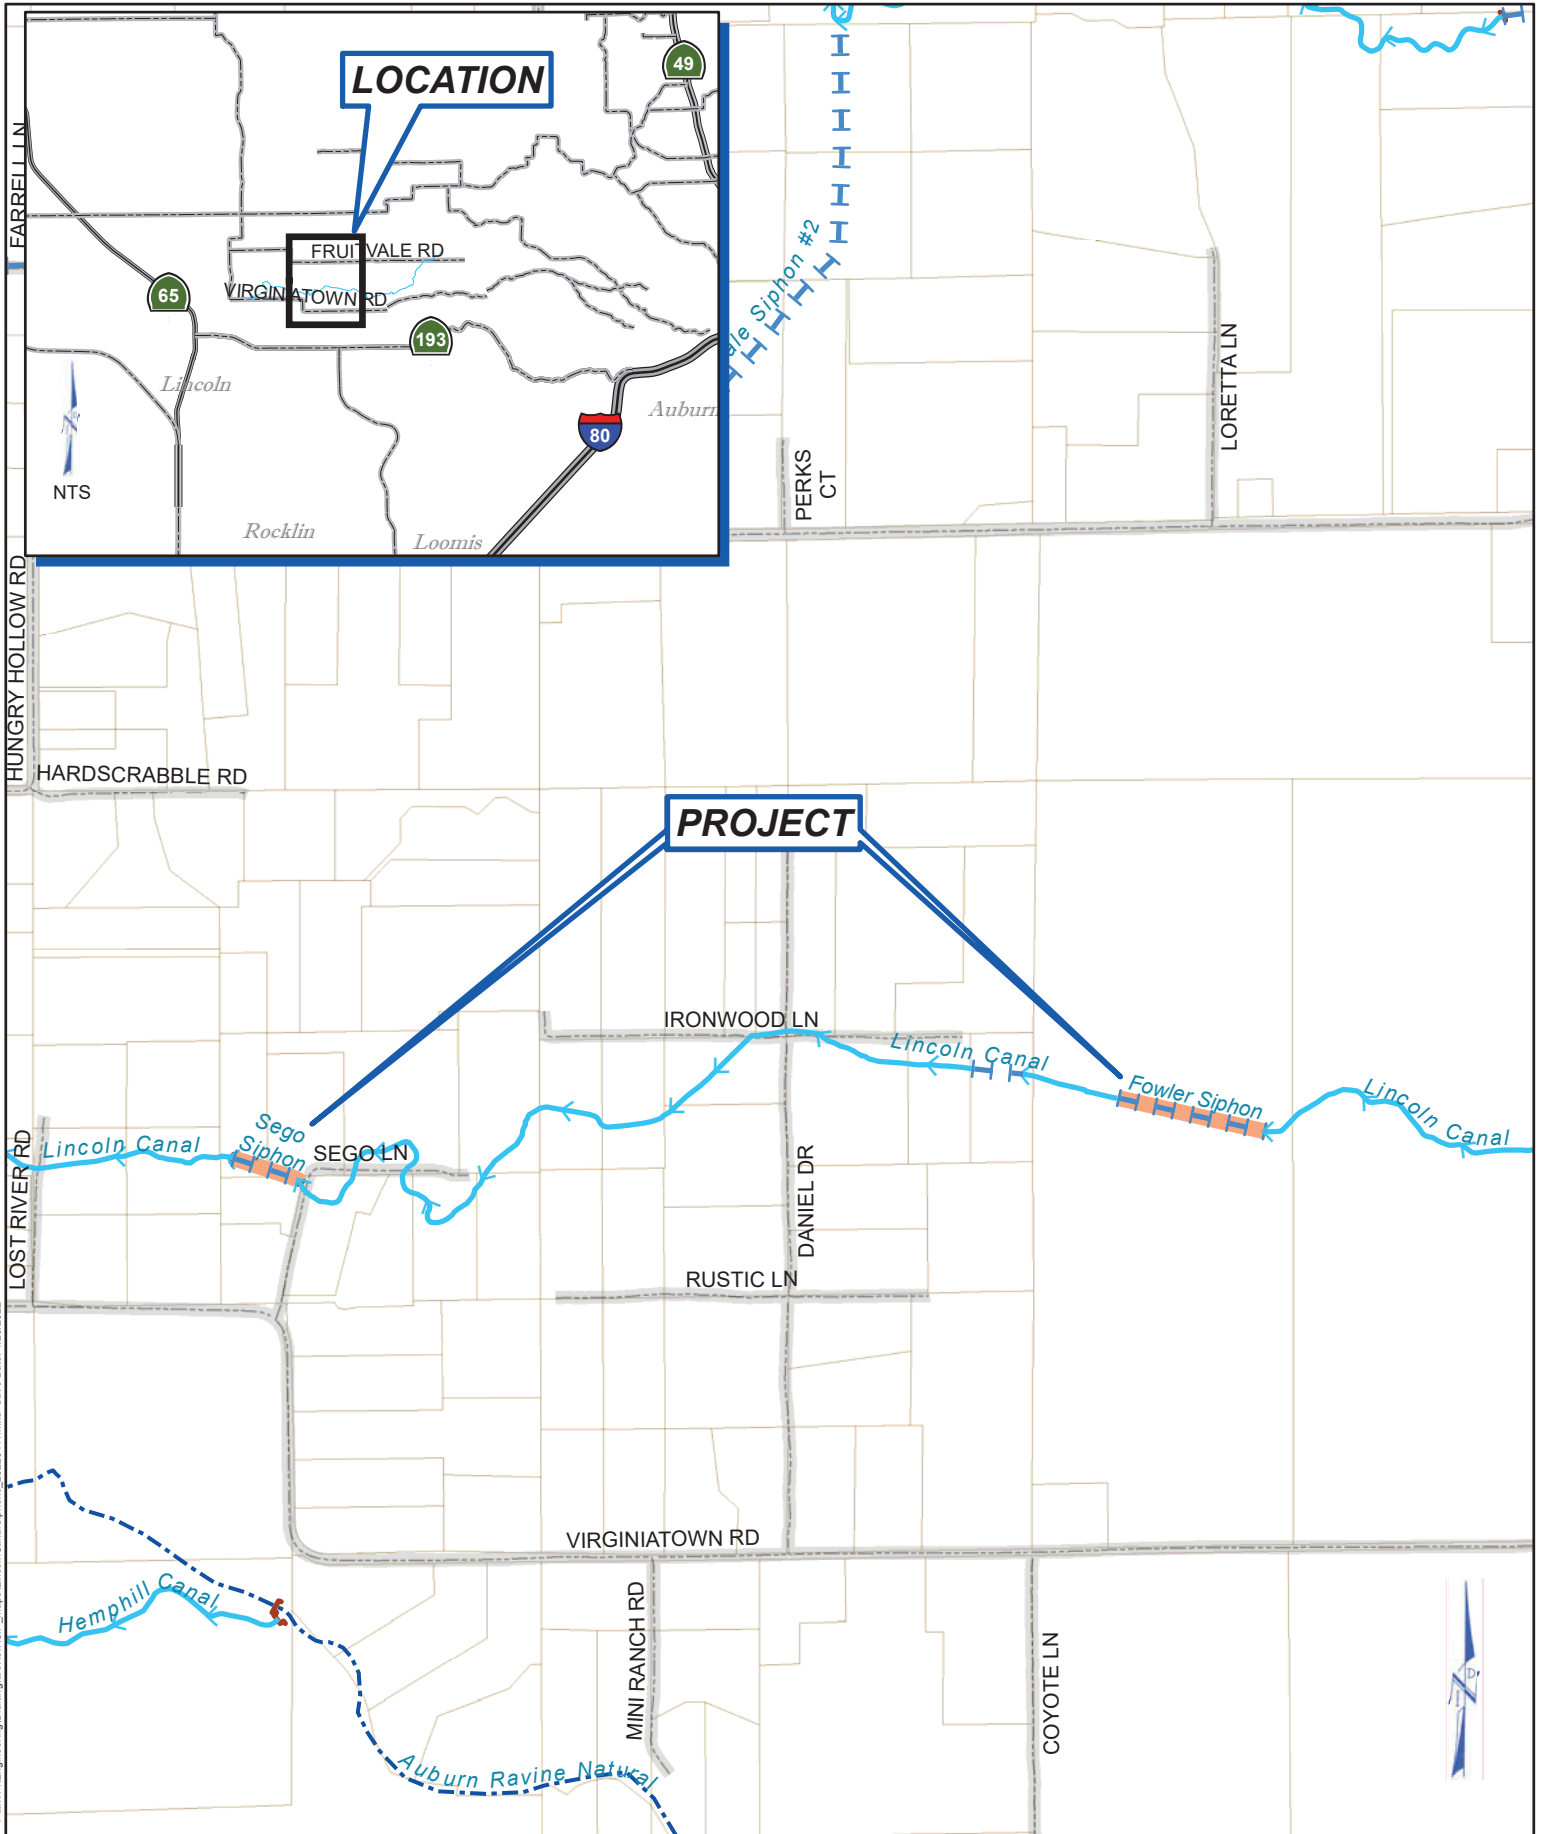 LOCATION
49
FARRELL LN
FRUITVALE RD
VIRGINIATOWN RD
65
193
Lincoln
Auburn
80
NTS
Rocklin
Loomis
Siphon #2
LORETTA LN
PERKS
CT
HUNGRY HOLLOW RD
HARDSCRABBLE RD
PROJECT
IRONWOOD LN
Lincoln Canal
Fowler Siphon
Lincoln Canal
Sego
Siphon
SEGO LN
Lincoln Canal
LOST RIVER RD
DANIEL DR
RUSTIC LN
VIRGINIATOWN RD
Hemphill Canal
MINI RANCH RD
COYOTE LN
Auburn Ravine Natural
N
I
D